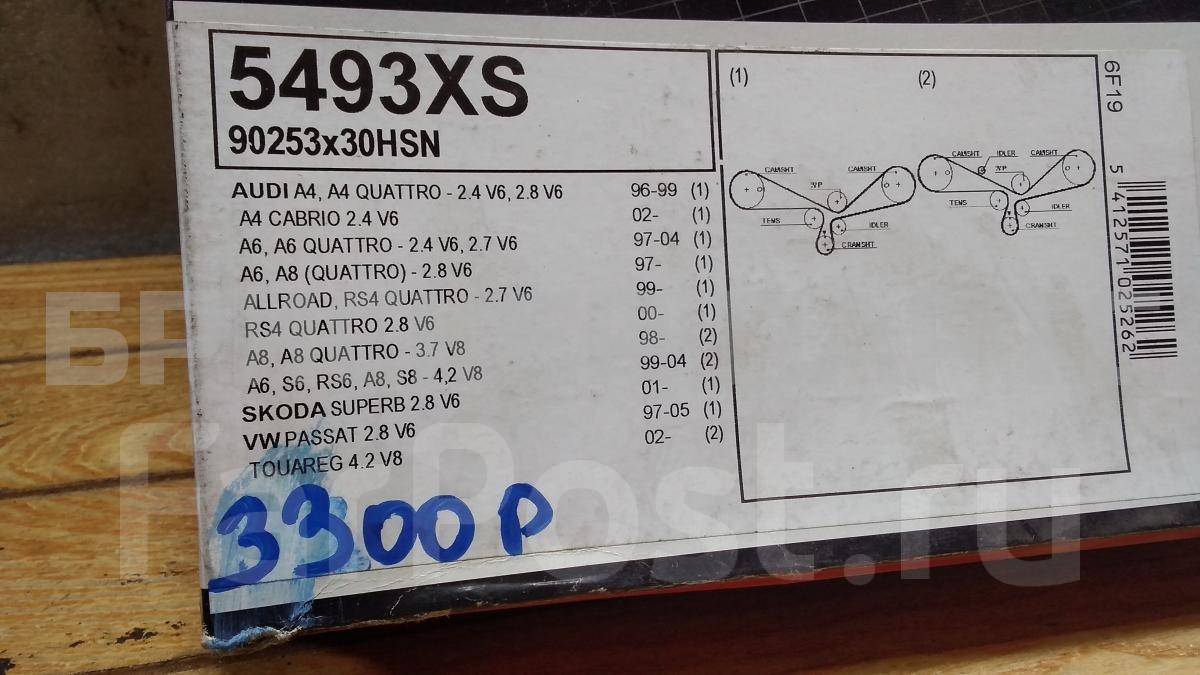 5493XS
90253x30HSN
AUDI A4, A4 QUATTRO - 2.4 V6, 2.8 V6 96-99 (1)
A4 CABRIO 2.4 V6 02- (1)
A6, A6 QUATTRO - 2.4 V6, 2.7 V6 97-04 (1)
A6, A8 (QUATTRO) - 2.8 V6 97- (1)
ALLROAD, RS4 QUATTRO - 2.7 V6 99- (1)
RS4 QUATTRO 2.8 V6 00- (1)
A8, A8 QUATTRO - 3.7 V8 98- (2)
A6, S6, RS6, A8, S8 - 4,2 V8 99-04 (2)
SKODA SUPERB 2.8 V6 01- (1)
VW PASSAT 2.8 V6 97-05 (1)
TOUAREG 4.2 V8 02- (2)
3300 Р
(1)
CAMSHT CAMSHT
WP
TENS
IDLER
CRANSHT
(2)
CAMSHT IDLER CAMSHT
WP
TENS
IDLER
CRANSHT
6F19
5 412571 025262
rPost.ru